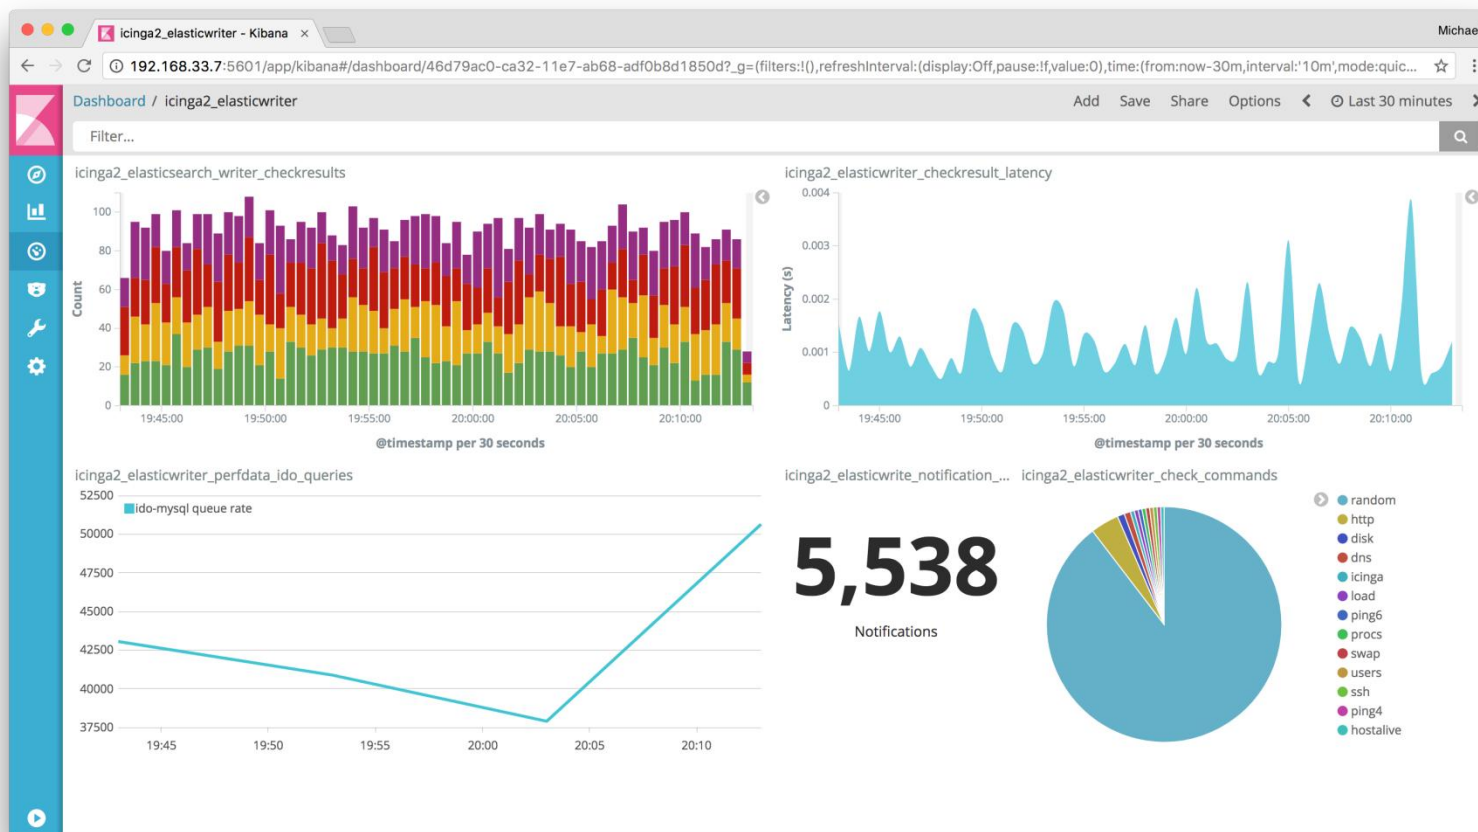 icinga2_elasticwriter - Kibana
Michae
192.168.33.7:5601/app/kibana#/dashboard/46d79ac0-ca32-11e7-ab68-adf0b8d1850d?_g=(filters:!(),refreshInterval:(display:Off,pause:!f,value:0),time:(from:now-30m,interval:'10m',mode:quic...
Dashboard / icinga2_elasticwriter
Add Save Share Options Last 30 minutes
Filter...
icinga2_elasticsearch_writer_checkresults
100
80
60
40
20
0
Count
19:45:00 19:50:00 19:55:00 20:00:00 20:05:00 20:10:00
@timestamp per 30 seconds
icinga2_elasticwriter_checkresult_latency
0.004
0.003
0.002
0.001
0
Latency (s)
19:45:00 19:50:00 19:55:00 20:00:00 20:05:00 20:10:00
@timestamp per 30 seconds
icinga2_elasticwriter_perfdata_ido_queries
ido-mysql queue rate
52500
50000
47500
45000
42500
40000
37500
19:45 19:50 19:55 20:00 20:05 20:10
icinga2_elasticwrite_notification_...
5,538
Notifications
icinga2_elasticwriter_check_commands
random
http
disk
dns
icinga
load
ping6
procs
swap
users
ssh
ping4
hostalive